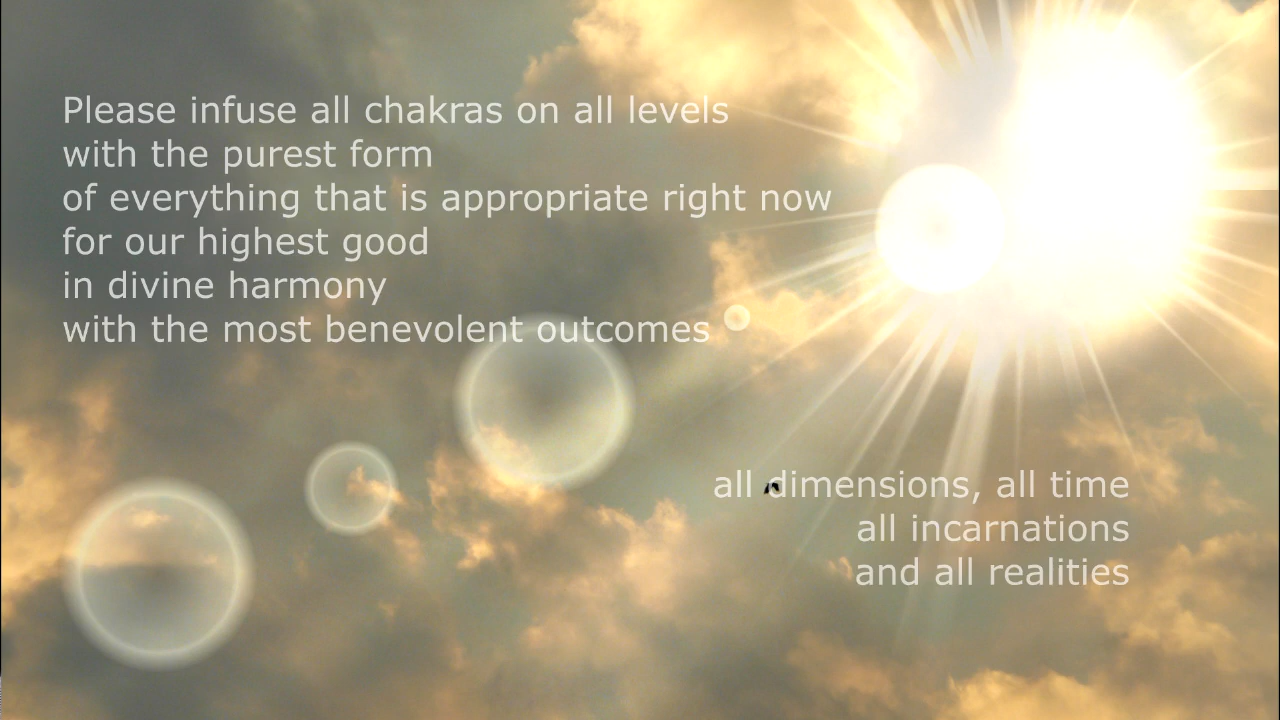 Please infuse all chakras on all levels
with the purest form
of everything that is appropriate right now
for our highest good
in divine harmony
with the most benevolent outcomes
all dimensions, all time
all incarnations
and all realities